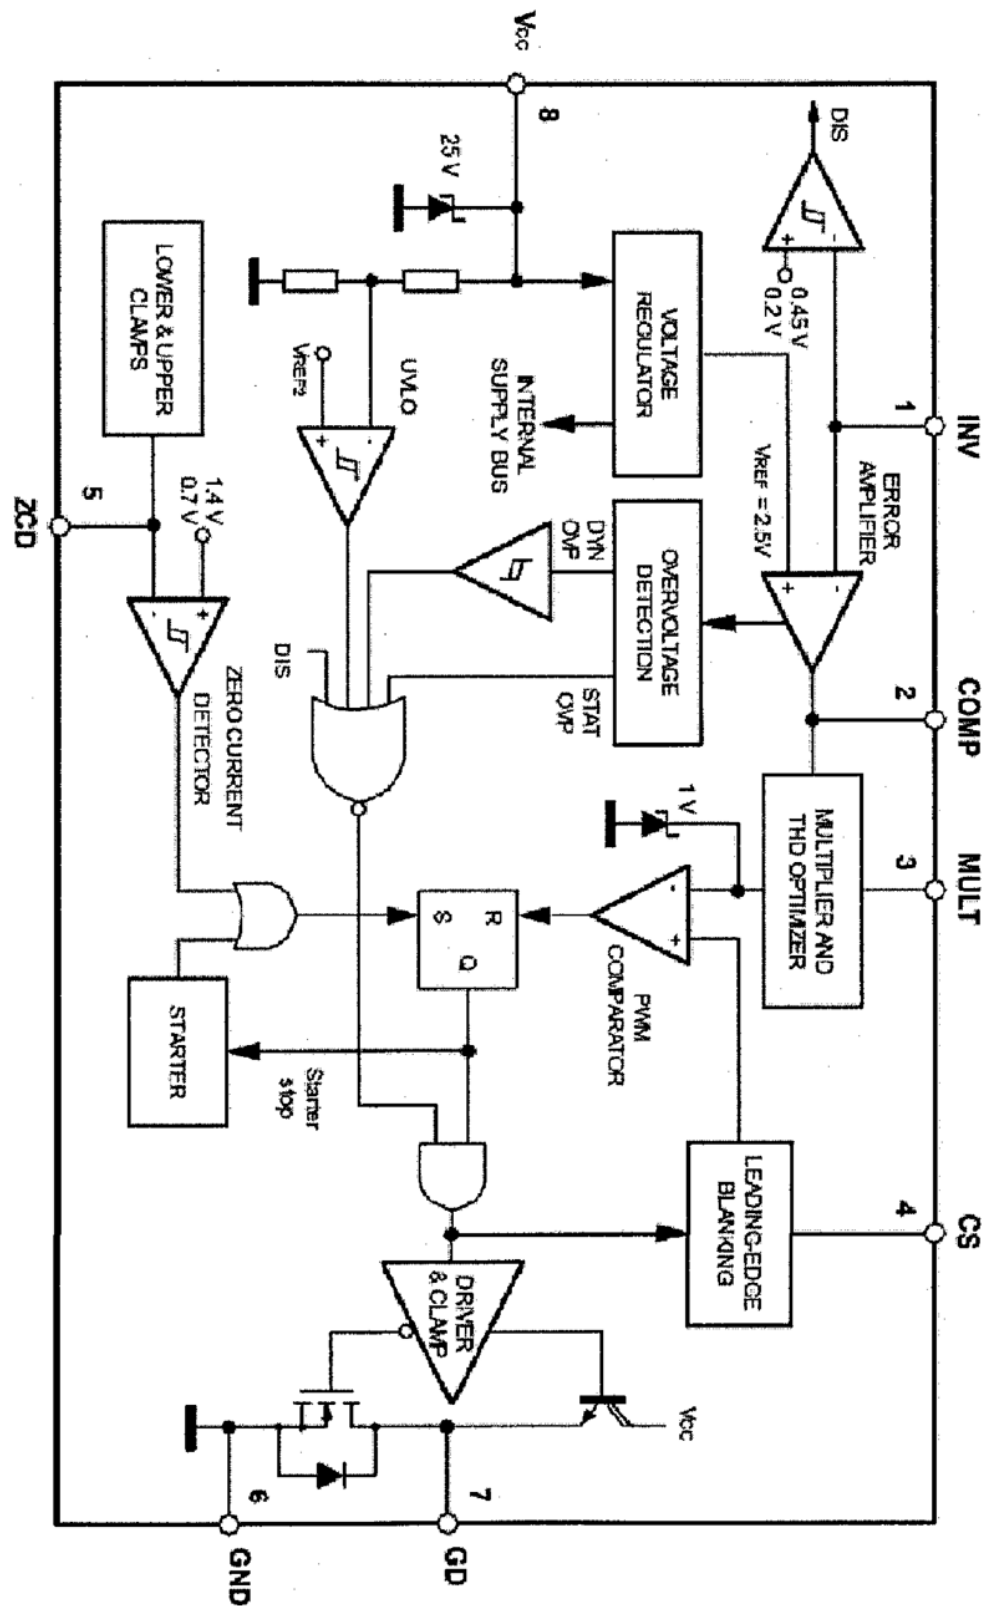 INV
COMP
MULT
CS
1
2
3
4
DIS
0.45 V
0.2 V
ERROR
AMPLIFIER
VREF = 2.5V
MULTIPLIER AND
THD OPTIMIZER
LEADING-EDGE
BLANKING
VOLTAGE
REGULATOR
OVERVOLTAGE
DETECTION
1 V
PWM
COMPARATOR
INTERNAL
SUPPLY BUS
DYN
OVP
STAT
OVP
Vcc
8
25 V
R
S
Q
DRIVER
& CLAMP
Vcc
7
GD
UVLO
VREF2
DIS
Starter
stop
LOWER & UPPER
CLAMPS
1.4 V
0.7 V
ZERO CURRENT
DETECTOR
STARTER
6
GND
5
ZCD
+
-
+
-
+
-
-
+
-
+